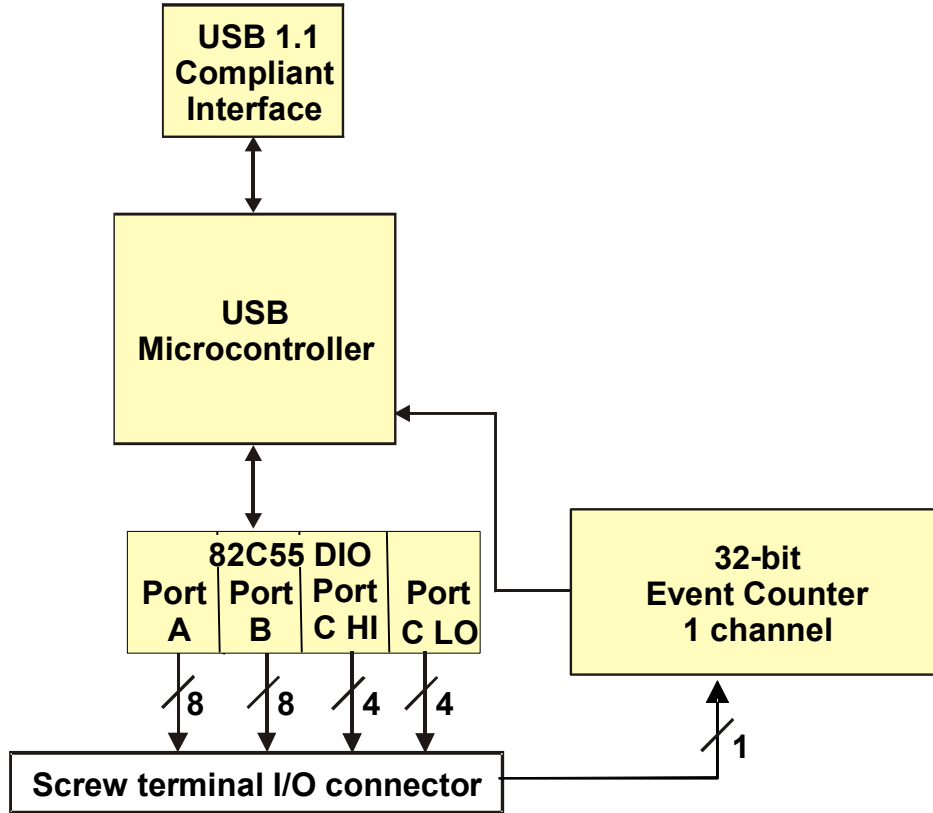 USB 1.1
Compliant
Interface
USB
Microcontroller
82C55 DIO
Port
A
Port
B
Port
C HI
Port
C LO
32-bit
Event Counter
1 channel
8
8
4
4
1
Screw terminal I/O connector